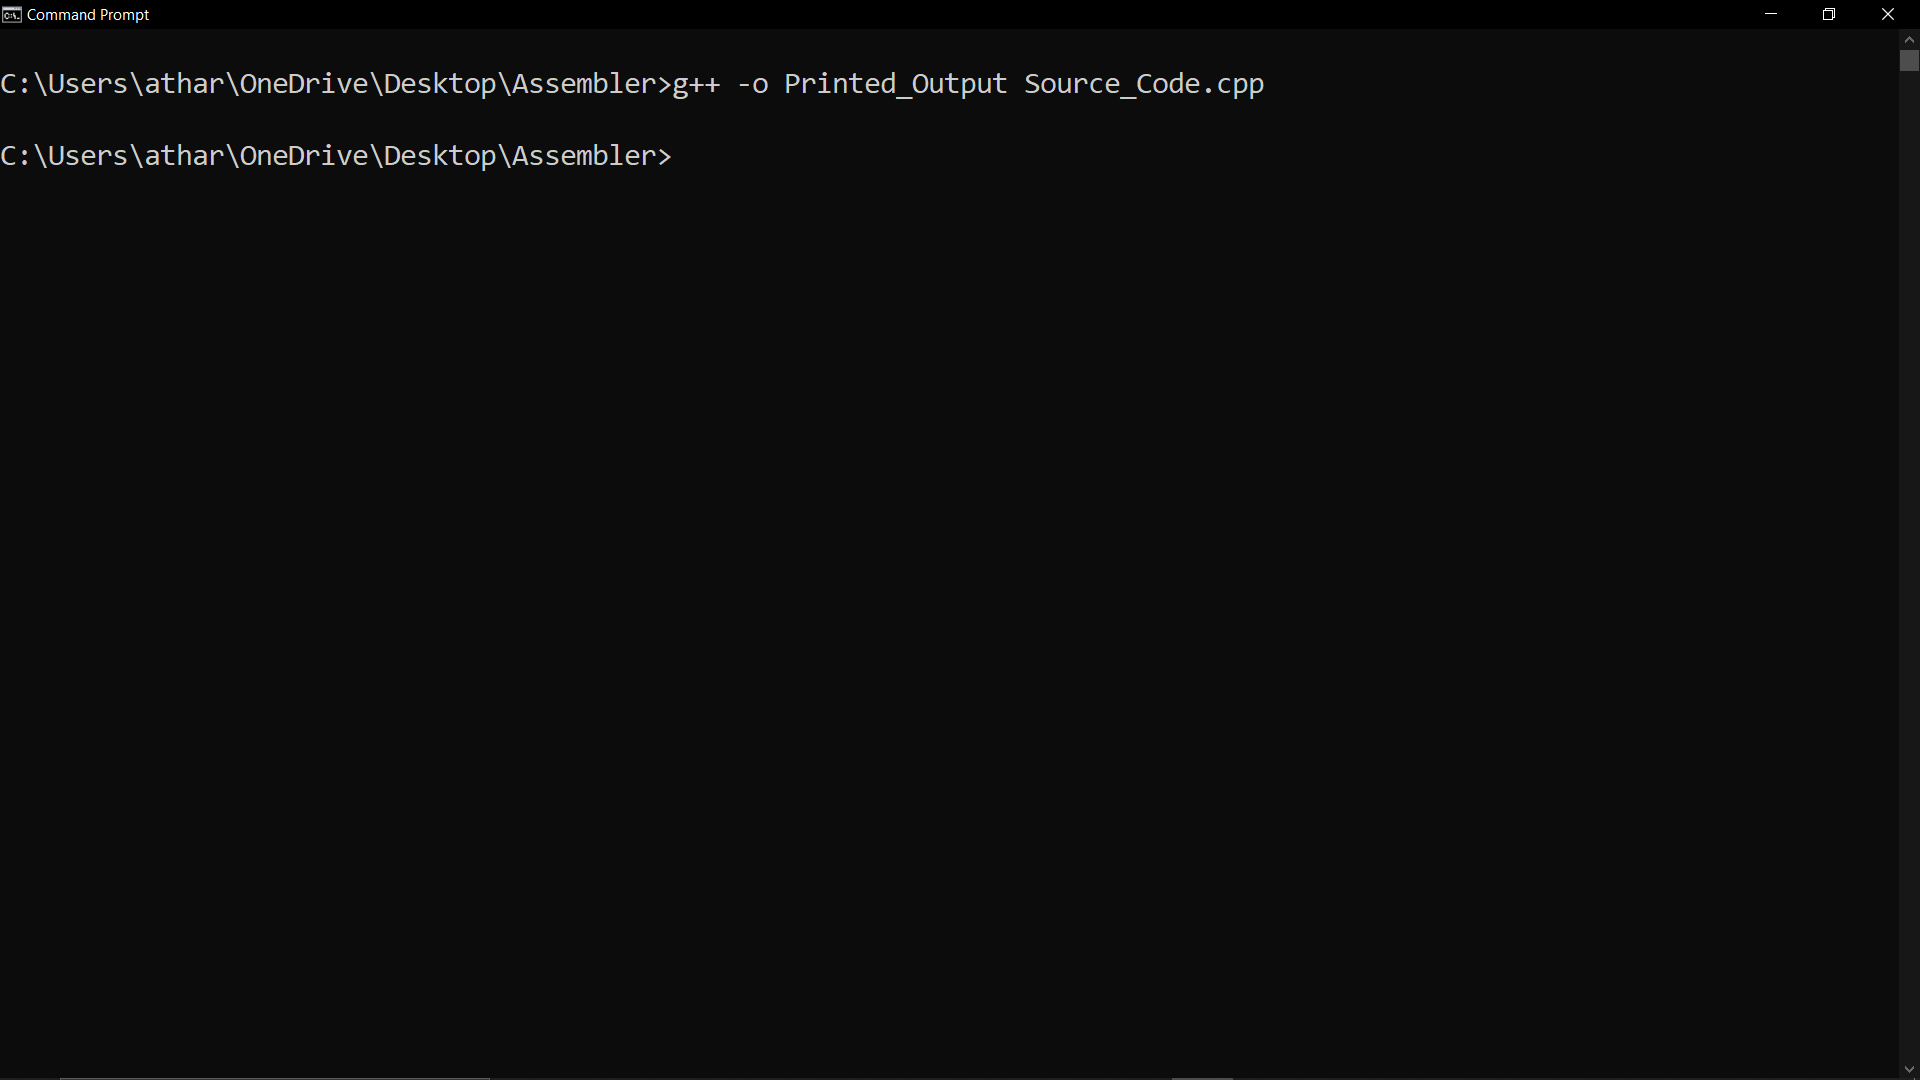 Command Prompt
C:\Users\athar\OneDrive\Desktop\Assembler>g++ -o Printed_Output Source_Code.cpp
C:\Users\athar\OneDrive\Desktop\Assembler>